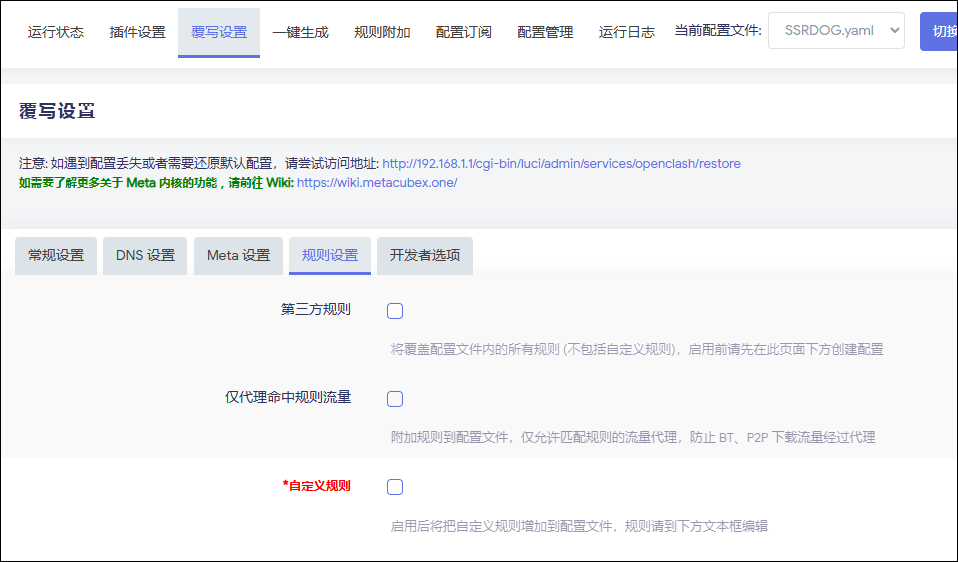 运行状态 插件设置 覆写设置 一键生成 规则附加 配置订阅 配置管理 运行日志 当前配置文件: SSRDOG.yaml 切换
覆写设置
注意: 如遇到配置丢失或者需要还原默认配置，请尝试访问地址: http://192.168.1.1/cgi-bin/luci/admin/services/openclash/restore
如需要了解更多关于 Meta 内核的功能，请前往 Wiki: https://wiki.metacubex.one/
常规设置 DNS 设置 Meta 设置 规则设置 开发者选项
第三方规则
将覆盖配置文件内的所有规则 (不包括自定义规则)，启用前请先在此页面下方创建配置
仅代理命中规则流量
附加规则到配置文件，仅允许匹配规则的流量代理，防止 BT、P2P 下载流量经过代理
*自定义规则
启用后将把自定义规则增加到配置文件，规则请到下方文本框编辑